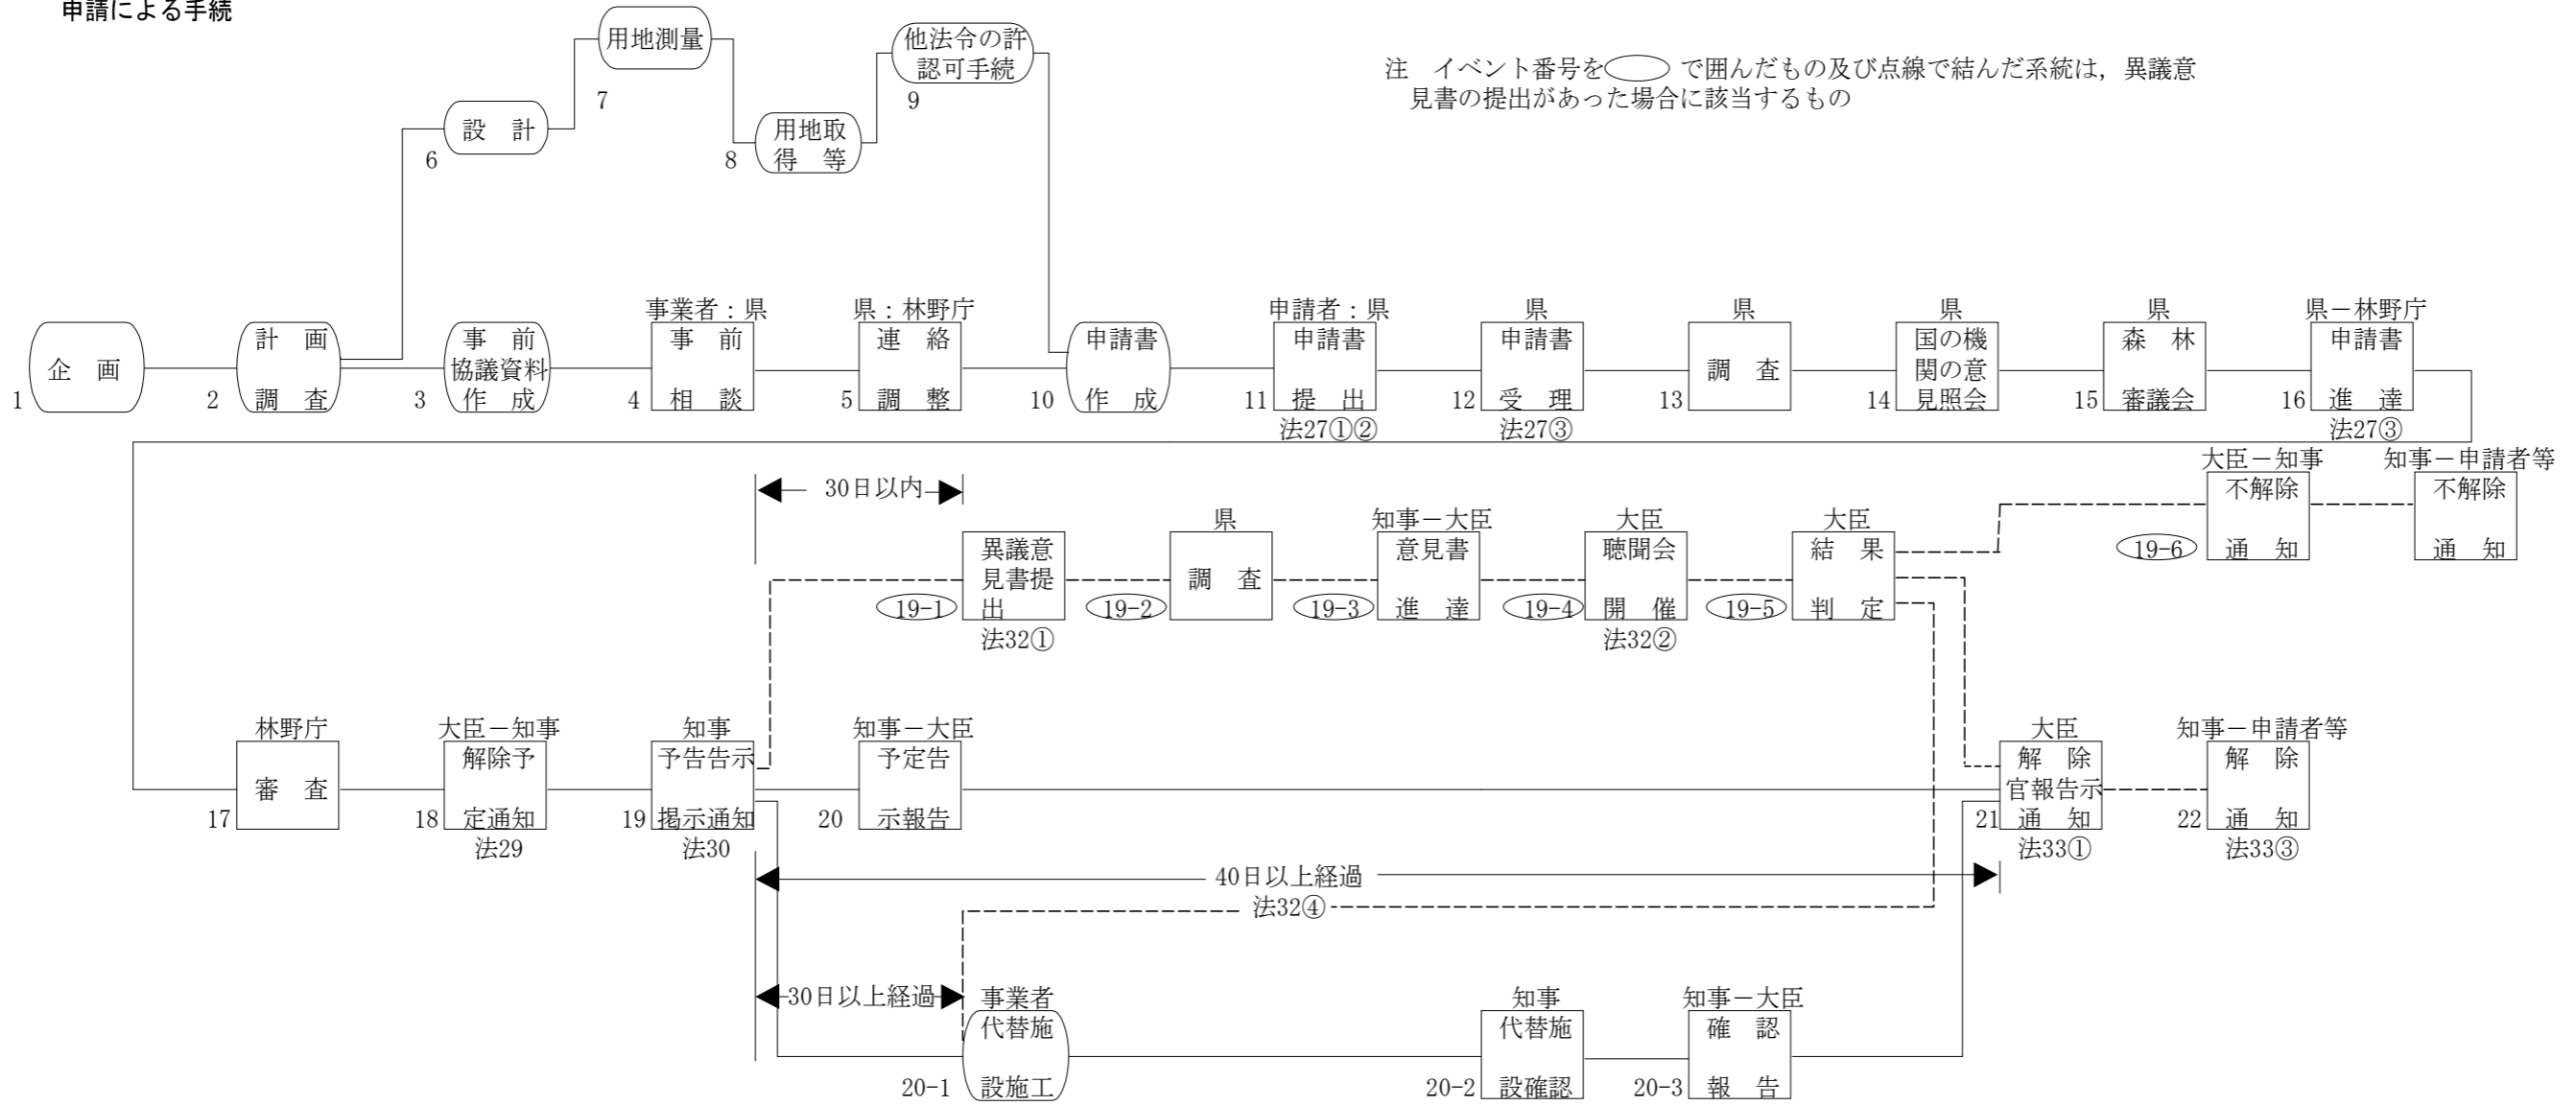 申請による手続
用地測量
7
他法令の許
認可手続
9
注　イベント番号を　　で囲んだもの及び点線で結んだ系統は，異議意
見書の提出があった場合に該当するもの
設　計
6
用地取
得　等
8
企　画
1
計　画
調　査
2
事　前
協議資料
作　成
3
事業者：県
事　前
相　談
4
県：林野庁
連　絡
調　整
5
申請書
作　成
10
申請者：県
申請書
提　出
11
法27①②
県
申請書
受　理
12
法27③
県
調　査
13
県
国の機
関の意
見照会
14
県
森　林
審議会
15
県－林野庁
申請書
進　達
16
法27③
30日以内
異議意
見書提
出
19-1
法32①
県
調　査
19-2
知事－大臣
意見書
進　達
19-3
大臣
聴聞会
開　催
19-4
法32②
大臣
結　果
判　定
19-5
大臣－知事
不解除
通　知
19-6
知事－申請者等
不解除
通　知
林野庁
審　査
17
大臣－知事
解除予
定通知
18
法29
知事
予告告示
掲示通知
19
法30
知事－大臣
予定告
示報告
20
大臣
解　除
官報告示
通　知
21
法33①
知事－申請者等
解　除
通　知
22
法33③
40日以上経過
法32④
30日以上経過
事業者
代替施
設施工
20-1
知事
代替施
設確認
20-2
知事－大臣
確　認
報　告
20-3